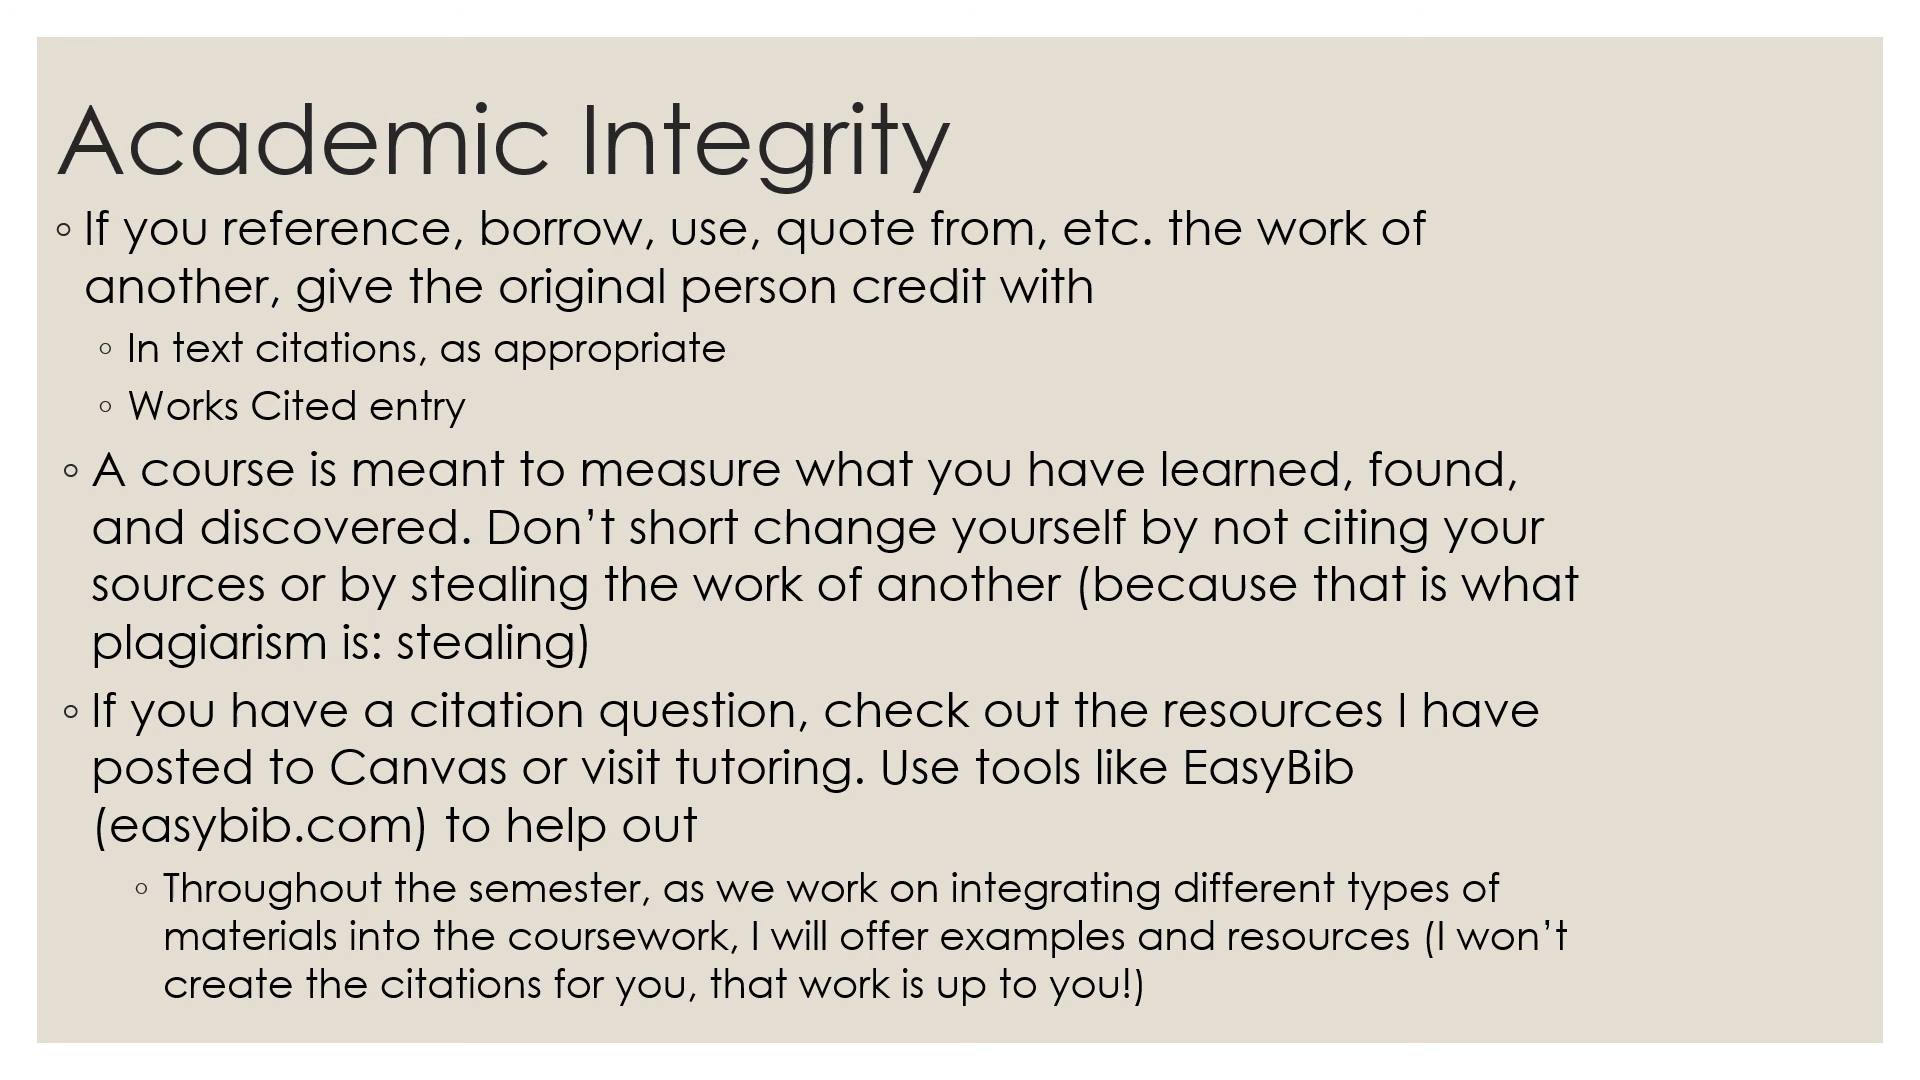 Academic Integrity
◦ If you reference, borrow, use, quote from, etc. the work of
another, give the original person credit with
◦ In text citations, as appropriate
◦ Works Cited entry
◦ A course is meant to measure what you have learned, found,
and discovered. Don’t short change yourself by not citing your
sources or by stealing the work of another (because that is what
plagiarism is: stealing)
◦ If you have a citation question, check out the resources I have
posted to Canvas or visit tutoring. Use tools like EasyBib
(easybib.com) to help out
◦ Throughout the semester, as we work on integrating different types of
materials into the coursework, I will offer examples and resources (I won’t
create the citations for you, that work is up to you!)